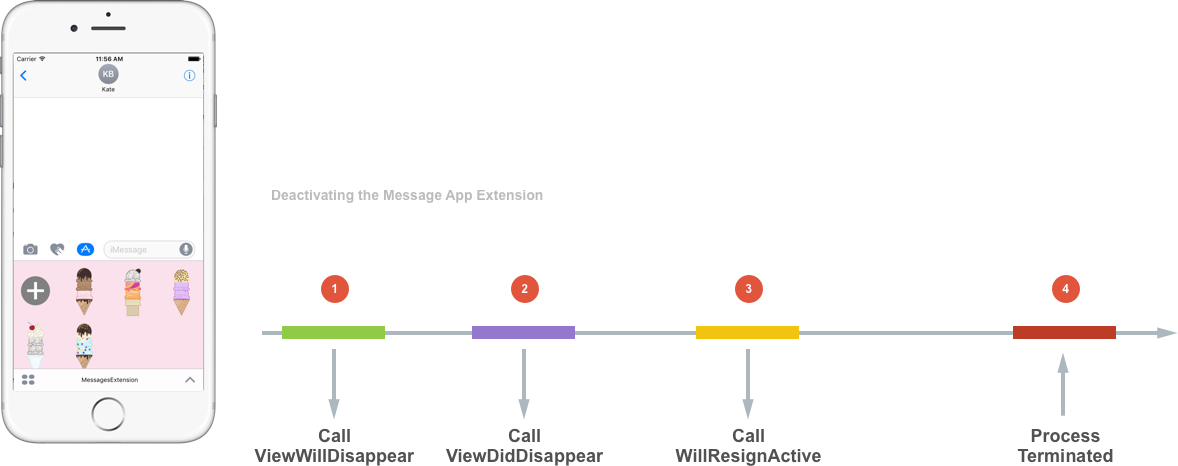 Carrier
11:56 AM
KB
Kate
iMessage
MessagesExtension
Deactivating the Message App Extension
1
2
3
4
Call
ViewWillDisappear
Call
ViewDidDisappear
Call
WillResignActive
Process
Terminated